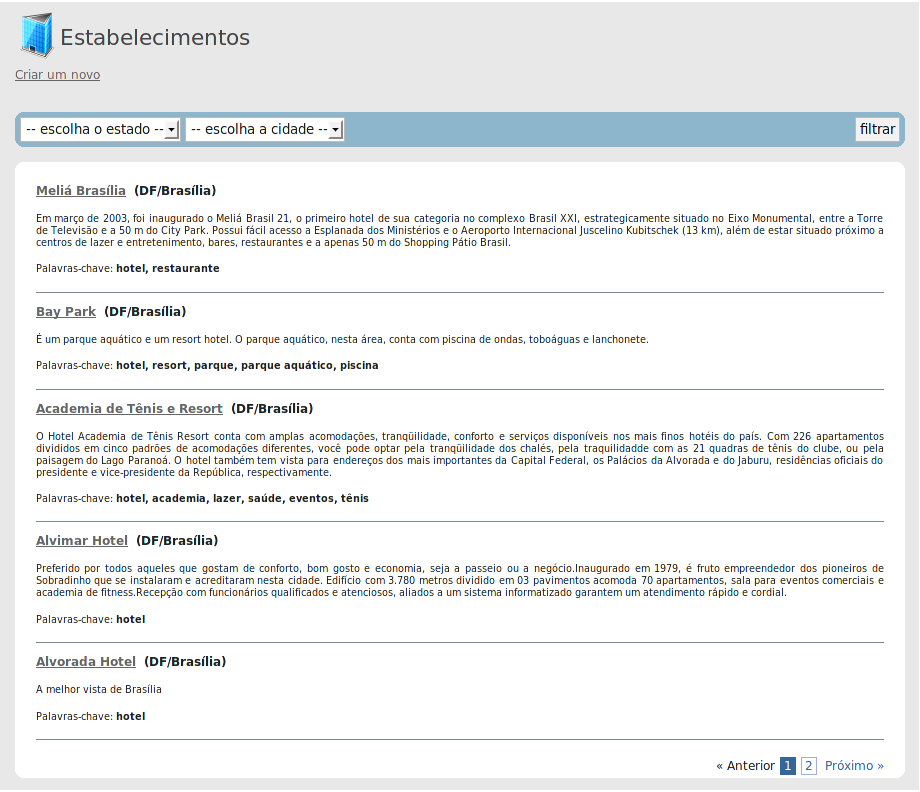 Estabelecimentos
Criar um novo
-- escolha o estado -- -- escolha a cidade -- filtrar
Meliá Brasília (DF/Brasília)
Em março de 2003, foi inaugurado o Meliá Brasil 21, o primeiro hotel de sua categoria no complexo Brasil XXI, estrategicamente situado no Eixo Monumental, entre a Torre
de Televisão e a 50 m do City Park. Possui fácil acesso a Esplanada dos Ministérios e o Aeroporto Internacional Juscelino Kubitschek (13 km), além de estar situado próximo a
centros de lazer e entretenimento, bares, restaurantes e a apenas 50 m do Shopping Pátio Brasil.
Palavras-chave: hotel, restaurante
Bay Park (DF/Brasília)
É um parque aquático e um resort hotel. O parque aquático, nesta área, conta com piscina de ondas, toboáguas e lanchonete.
Palavras-chave: hotel, resort, parque, parque aquático, piscina
Academia de Tênis e Resort (DF/Brasília)
O Hotel Academia de Tênis Resort conta com amplas acomodações, tranqüilidade, conforto e serviços disponíveis nos mais finos hotéis do país. Com 226 apartamentos
divididos em cinco padrões de acomodações diferentes, você pode optar pela tranqüilidade dos chalés, pela traquilidadde com as 21 quadras de tênis do clube, ou pela
paisagem do Lago Paranoá. O hotel também tem vista para endereços dos mais importantes da Capital Federal, os Palácios da Alvorada e do Jaburu, residências oficiais do
presidente e vice-presidente da República, respectivamente.
Palavras-chave: hotel, academia, lazer, saúde, eventos, tênis
Alvimar Hotel (DF/Brasília)
Preferido por todos aqueles que gostam de conforto, bom gosto e economia, seja a passeio ou a negócio.Inaugurado em 1979, é fruto empreendedor dos pioneiros de
Sobradinho que se instalaram e acreditaram nesta cidade. Edifício com 3.780 metros dividido em 03 pavimentos acomoda 70 apartamentos, sala para eventos comerciais e
academia de fitness.Recepção com funcionários qualificados e atenciosos, aliados a um sistema informatizado garantem um atendimento rápido e cordial.
Palavras-chave: hotel
Alvorada Hotel (DF/Brasília)
A melhor vista de Brasília
Palavras-chave: hotel
« Anterior 1 2 Próximo »